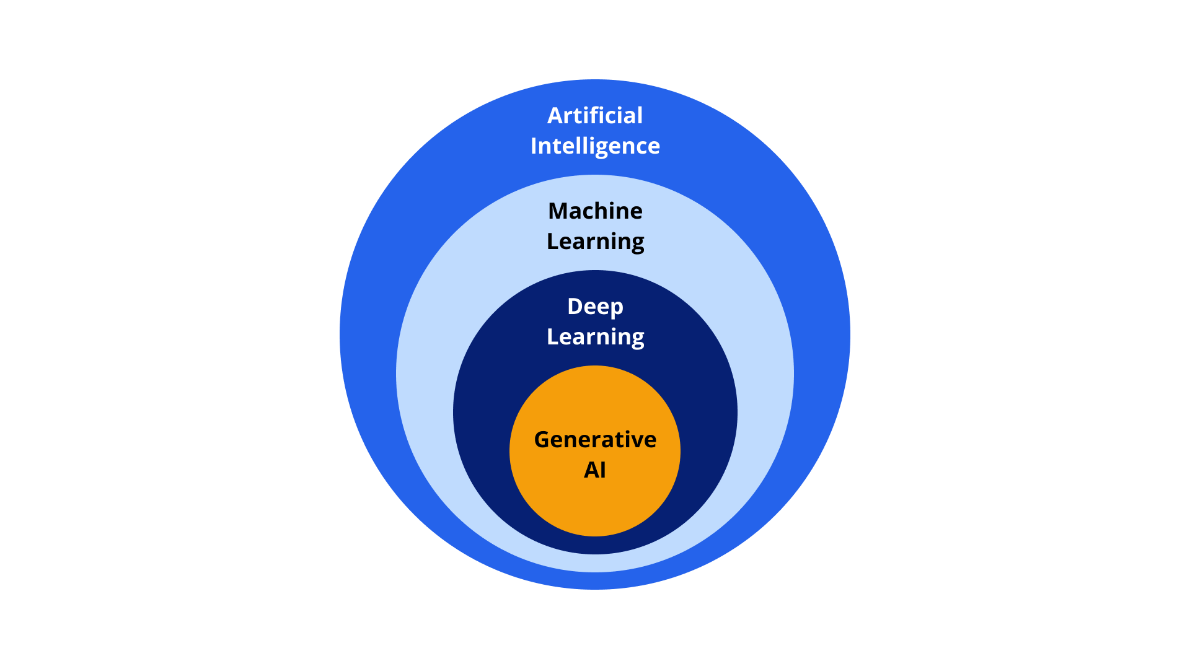 Artificial
Intelligence
Machine
Learning
Deep
Learning
Generative
AI